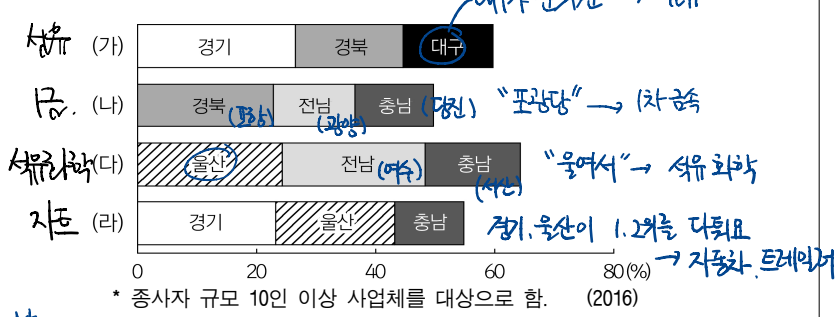 섬유 (가) 경기 경북 대구
1금. (나) 경북 (포항) 전남 (광양) 충남 (당진) "포광당" → 1차 금속
석유화학 (다) 울산 전남 (여수) 충남 (서산) "울여서" → 석유 화학
자트 (라) 경기 울산 충남 경기, 울산이 1, 2위를 다퉈요
→ 자동차. 트레일러
0 20 40 60 80 (%)
* 종사자 규모 10인 이상 사업체를 대상으로 함. (2016)